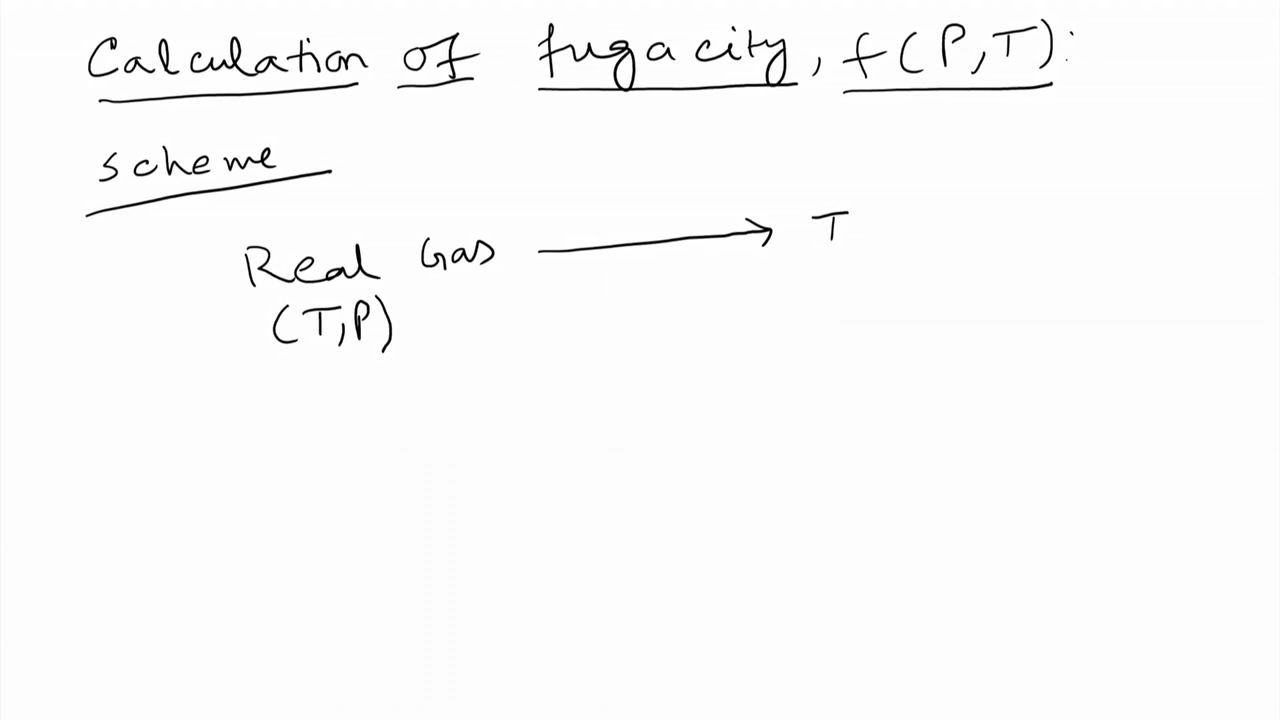 Calculation of fugacity, f(P,T):
scheme
Real Gas → T
(T,P)